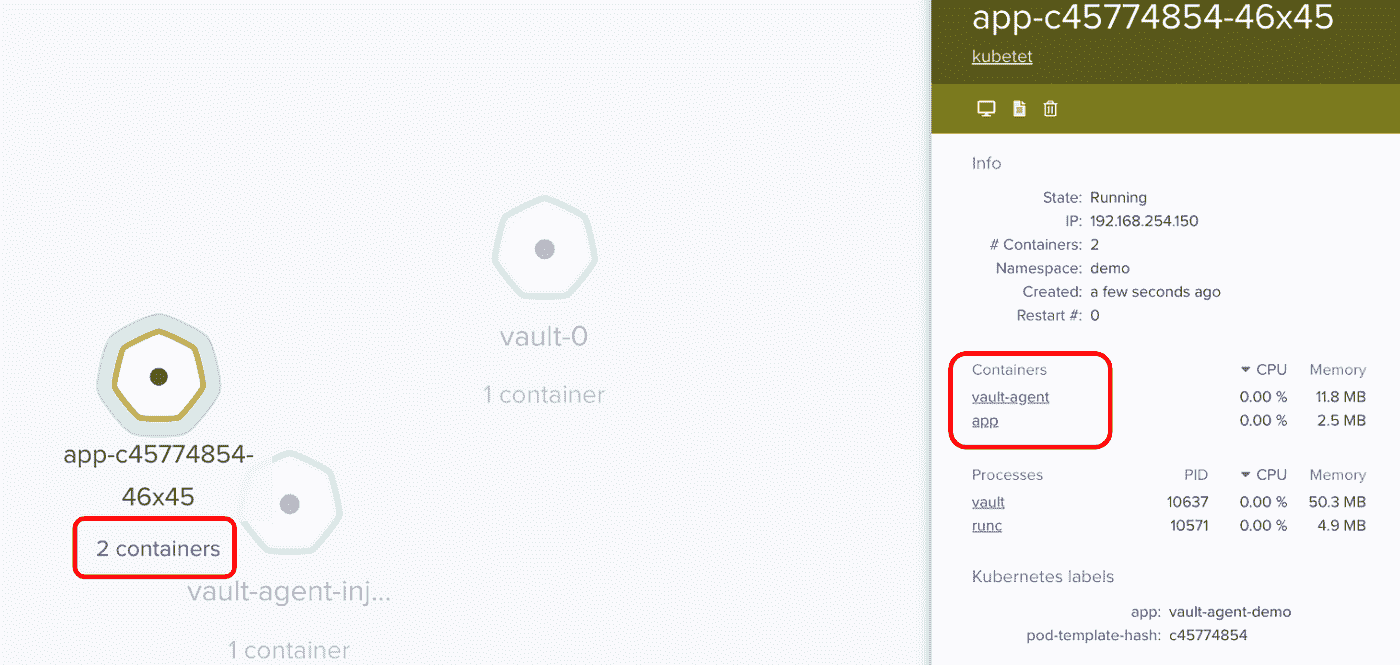 vault-0
1 container
app-c45774854-
46x45
2 containers
vault-agent-inj...
1 container
app-c45774854-46x45
kubetet
Info
State: Running
IP: 192.168.254.150
# Containers: 2
Namespace: demo
Created: a few seconds ago
Restart #: 0
Containers CPU Memory
vault-agent 0.00 % 11.8 MB
app 0.00 % 2.5 MB
Processes PID CPU Memory
vault 10637 0.00 % 50.3 MB
runc 10571 0.00 % 4.9 MB
Kubernetes labels
app: vault-agent-demo
pod-template-hash: c45774854